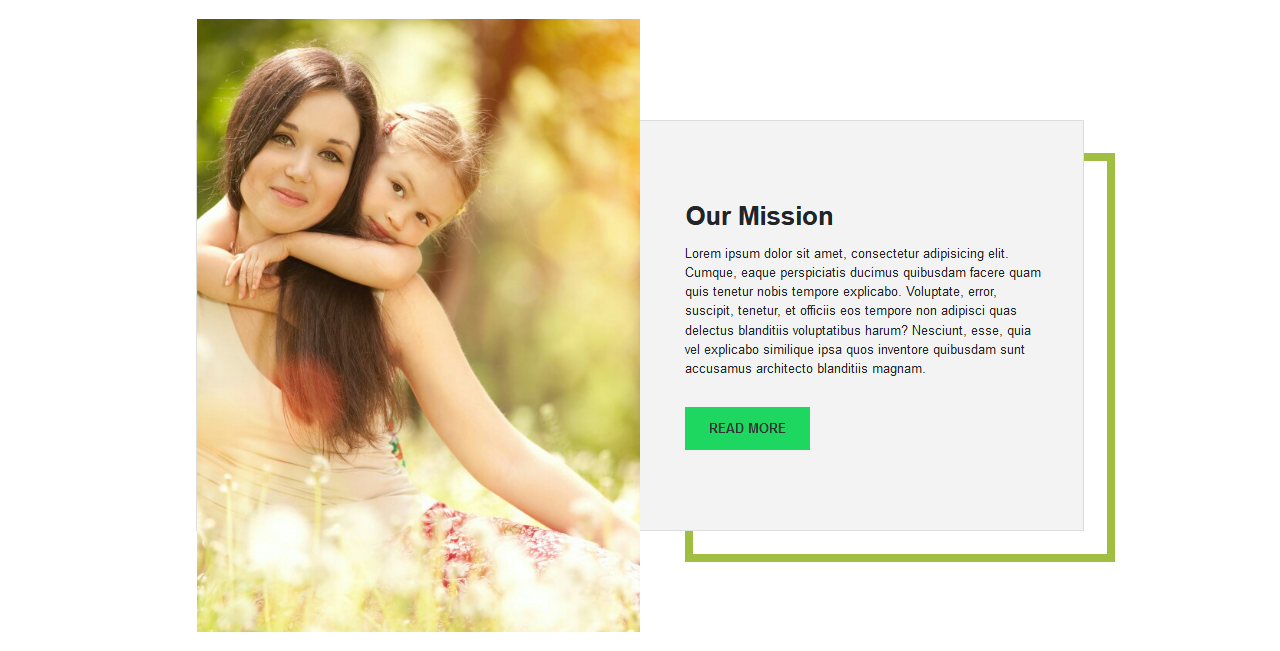 Our Mission
Lorem ipsum dolor sit amet, consectetur adipisicing elit.
Cumque, eaque perspiciatis ducimus quibusdam facere quam
quis tenetur nobis tempore explicabo. Voluptate, error,
suscipit, tenetur, et officiis eos tempore non adipisci quas
delectus blanditiis voluptatibus harum? Nesciunt, esse, quia
vel explicabo similique ipsa quos inventore quibusdam sunt
accusamus architecto blanditiis magnam.
READ MORE